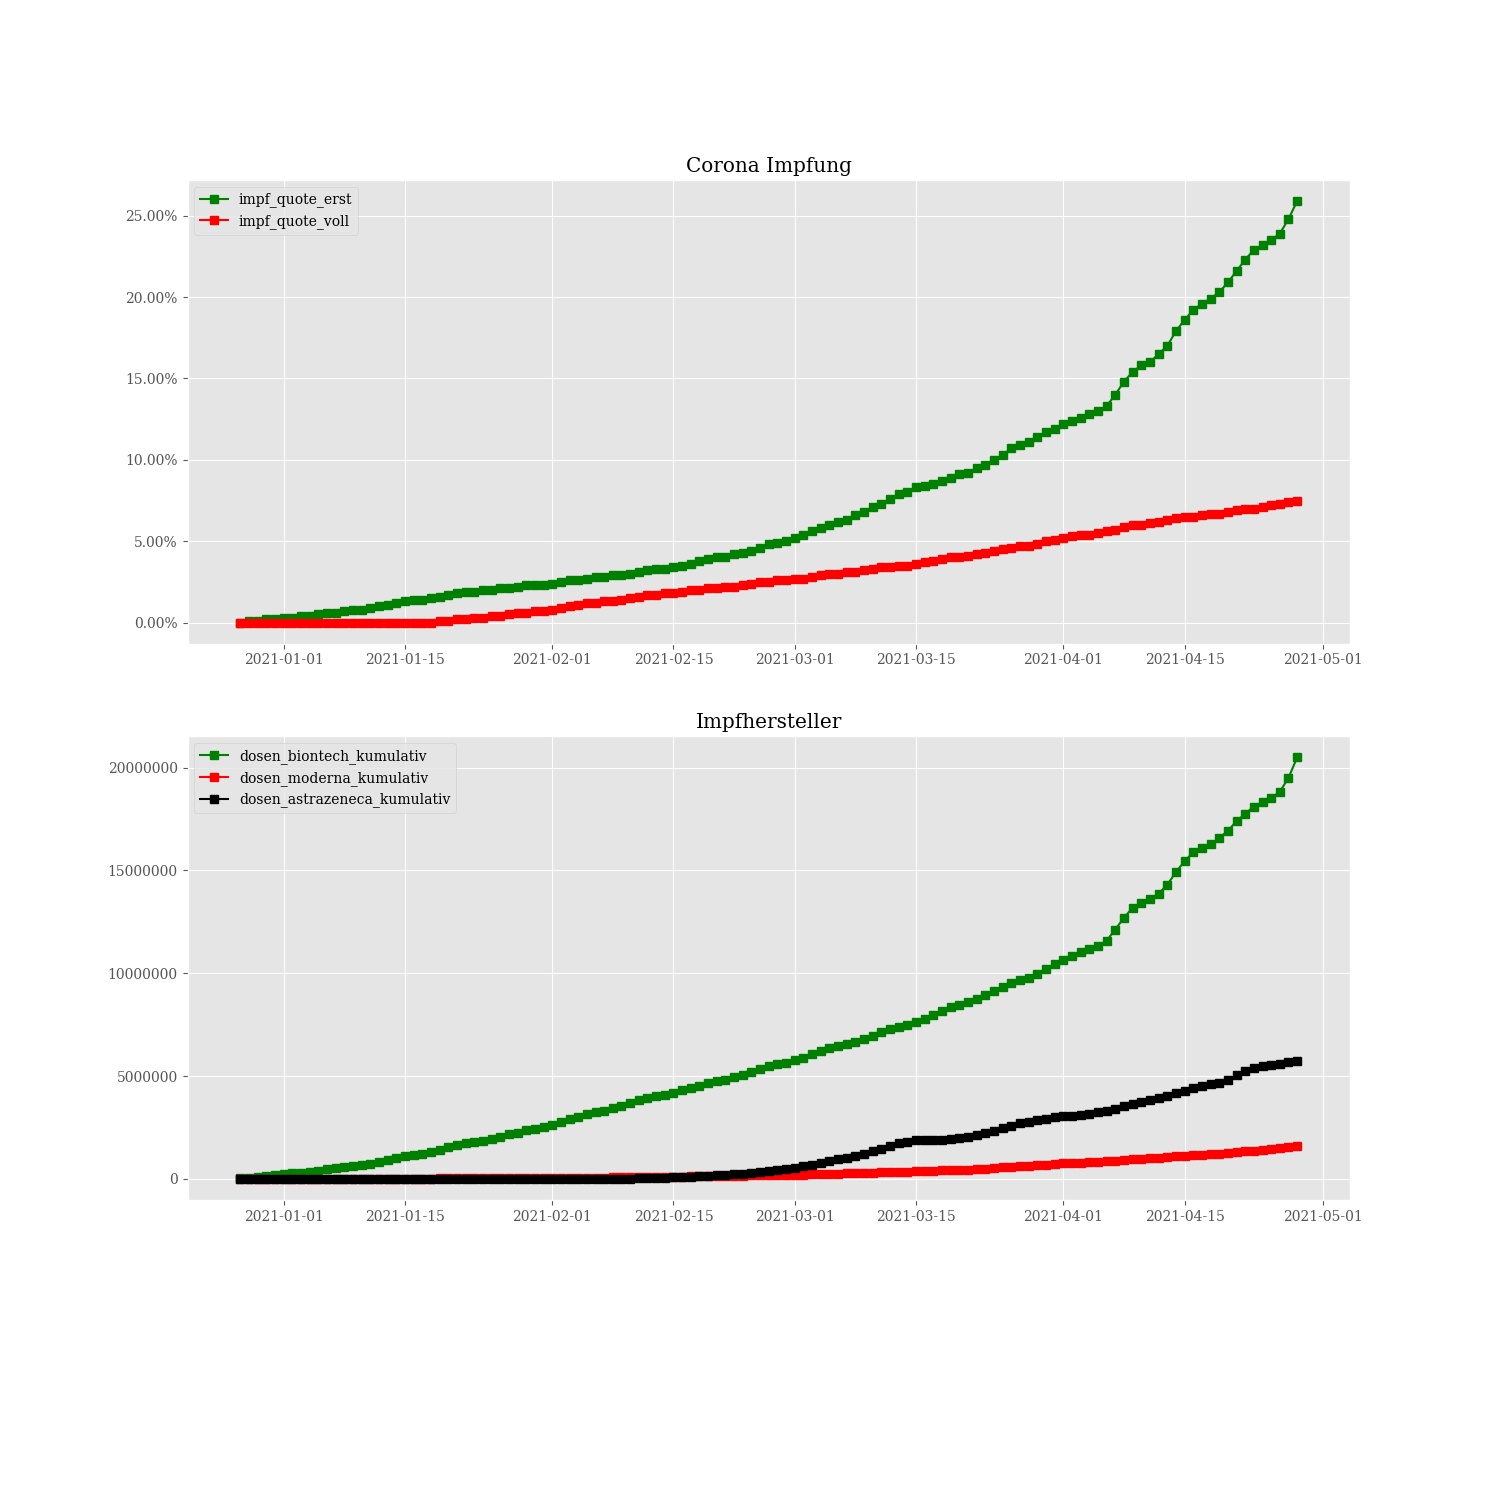 Corona Impfung
impf_quote_erst
impf_quote_voll
25.00%
20.00%
15.00%
10.00%
5.00%
0.00%
2021-01-01 2021-01-15 2021-02-01 2021-02-15 2021-03-01 2021-03-15 2021-04-01 2021-04-15 2021-05-01
Impfhersteller
dosen_biontech_kumulativ
dosen_moderna_kumulativ
dosen_astrazeneca_kumulativ
20000000
15000000
10000000
5000000
0
2021-01-01 2021-01-15 2021-02-01 2021-02-15 2021-03-01 2021-03-15 2021-04-01 2021-04-15 2021-05-01